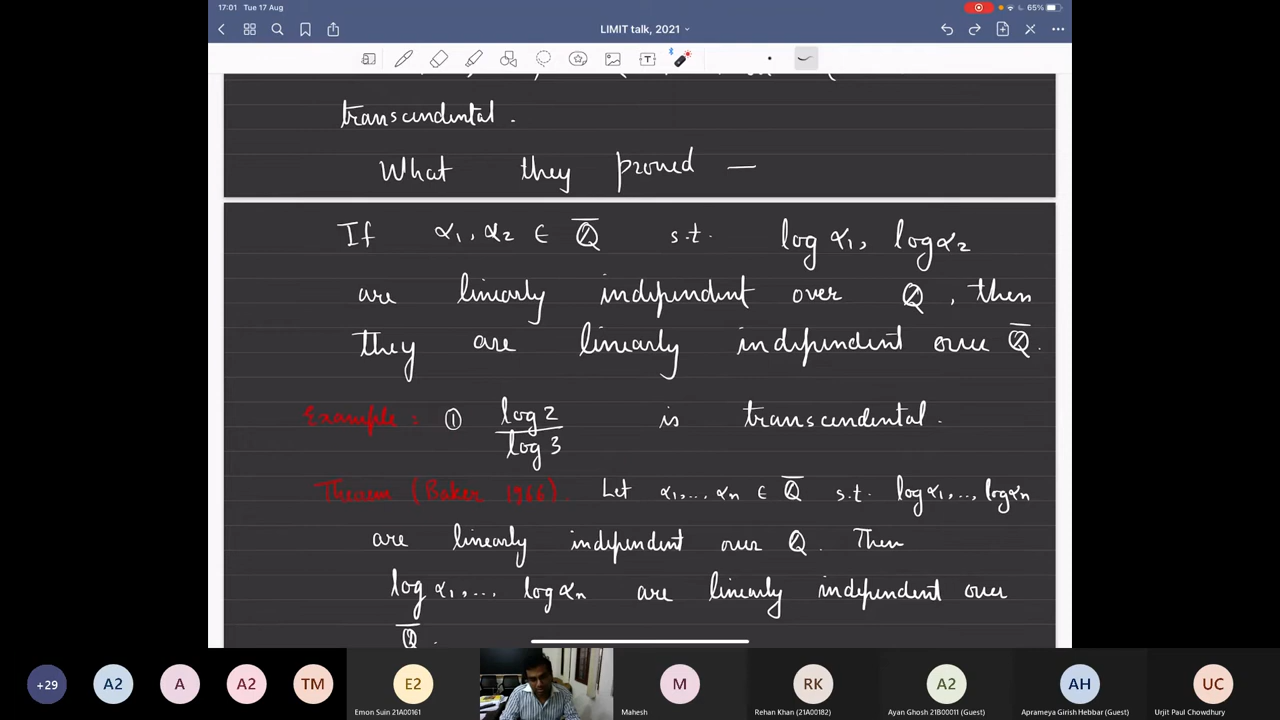 17:01 Tue 17 Aug
65%
LIMIT talk, 2021
transcendental.
What they proved —
If α₁, α₂ ∈ Q̅ s.t. log α₁, log α₂
are linearly independent over Q, then
they are linearly independent over Q̅.
Example: ① log 2 / log 3 is transcendental.
Theorem (Baker 1966). Let α₁,... αₙ ∈ Q̅ s.t. log α₁,.., log αₙ
are linearly independent over Q. Then
log α₁,... log αₙ are linearly independent over
Q̅.
+29 A2 A A2 TM E2 M RK A2 AH UC
Emon Suin 21A00161 Mahesh Rehan Khan (21A00182) Ayan Ghosh 21B00011 (Guest) Aprameya Girish Hebbar (Guest) Urjit Paul Chowdhury